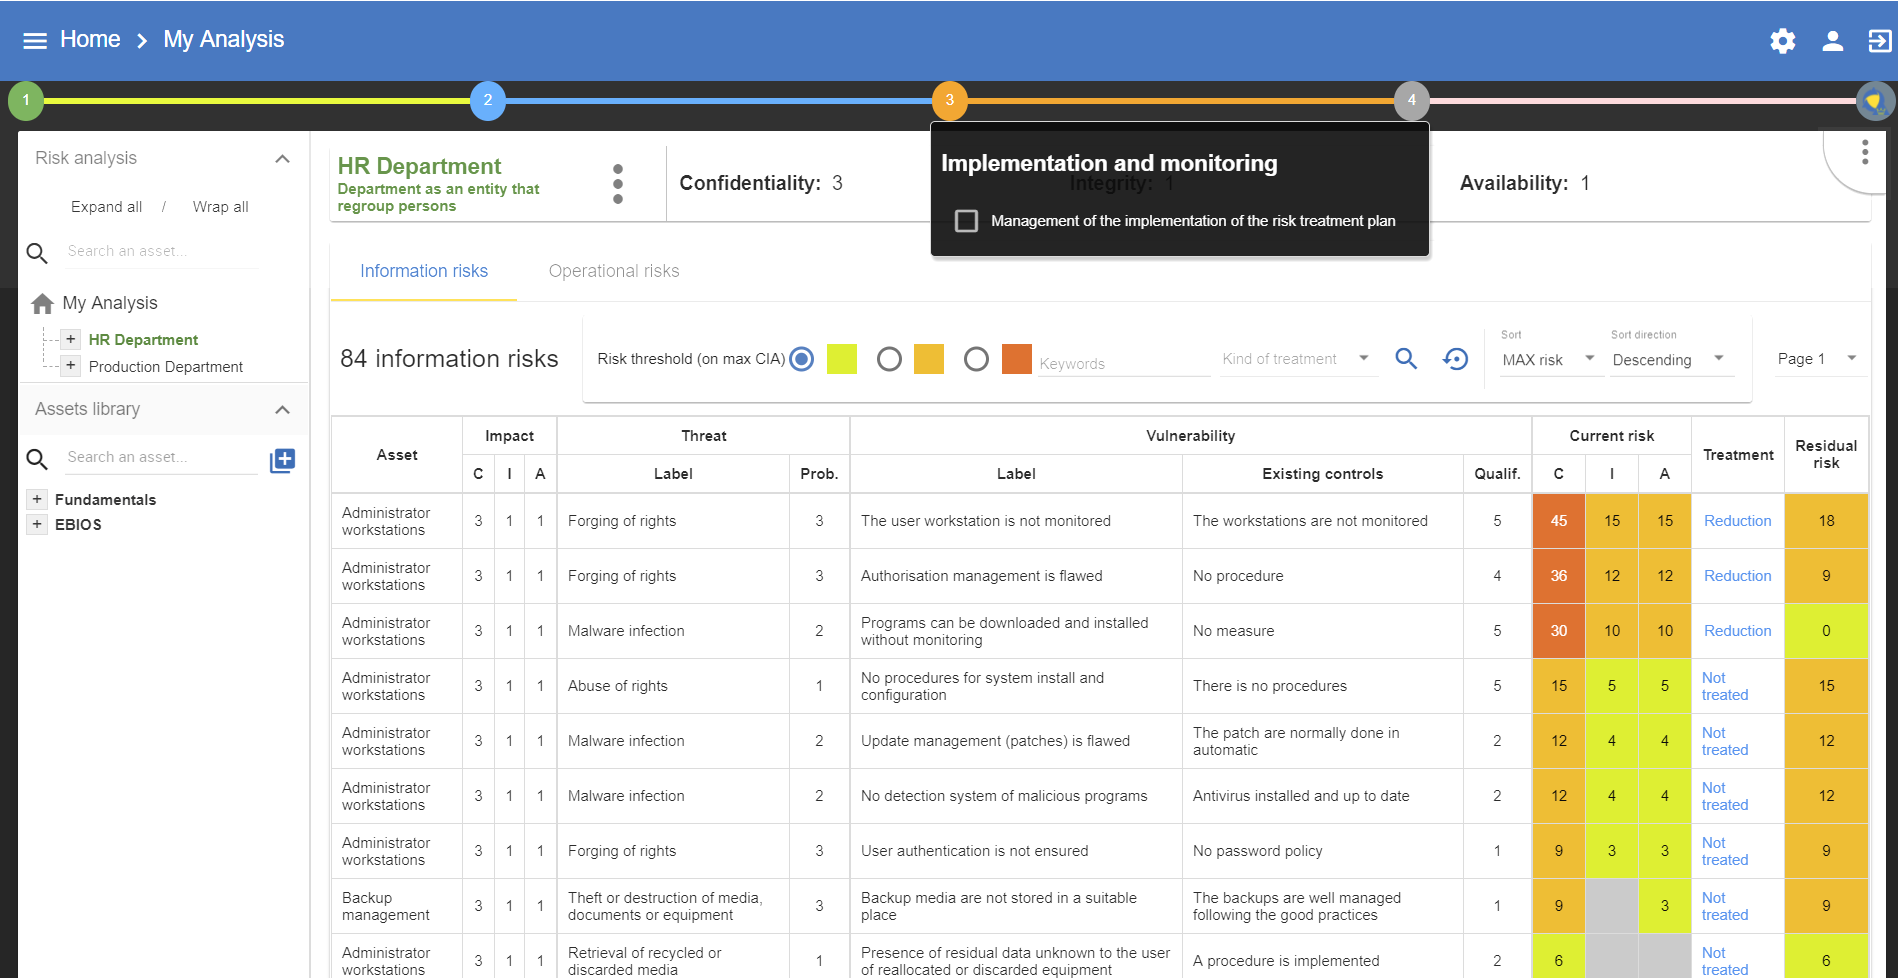 Home > My Analysis
1 2 3 4
Risk analysis
Expand all / Wrap all
Search an asset...
My Analysis
+ HR Department
+ Production Department
Assets library
Search an asset...
+ Fundamentals
+ EBIOS
HR Department
Department as an entity that
regroup persons
Confidentiality: 3
Integrity: 1
Availability: 1
Implementation and monitoring
Management of the implementation of the risk treatment plan
Information risks Operational risks
84 information risks
Risk threshold (on max CIA)
Keywords
Kind of treatment
Sort
MAX risk
Sort direction
Descending
Page 1
Asset Impact Threat Vulnerability Current risk Treatment Residual
risk
C I A Label Prob. Label Existing controls Qualif. C I A
Administrator
workstations
3 1 1 Forging of rights 3 The user workstation is not monitored The workstations are not monitored 5 45 15 15 Reduction 18
Administrator
workstations
3 1 1 Forging of rights 3 Authorisation management is flawed No procedure 4 36 12 12 Reduction 9
Administrator
workstations
3 1 1 Malware infection 2 Programs can be downloaded and installed
without monitoring
No measure 5 30 10 10 Reduction 0
Administrator
workstations
3 1 1 Abuse of rights 1 No procedures for system install and
configuration
There is no procedures 5 15 5 5 Not
treated
15
Administrator
workstations
3 1 1 Malware infection 2 Update management (patches) is flawed The patch are normally done in
automatic
2 12 4 4 Not
treated
12
Administrator
workstations
3 1 1 Malware infection 2 No detection system of malicious programs Antivirus installed and up to date 2 12 4 4 Not
treated
12
Administrator
workstations
3 1 1 Forging of rights 3 User authentication is not ensured No password policy 1 9 3 3 Not
treated
9
Backup
management
3 1 1 Theft or destruction of media,
documents or equipment
3 Backup media are not stored in a suitable
place
The backups are well managed
following the good practices
1 9 3 Not
treated
9
Administrator
workstations
3 1 1 Retrieval of recycled or
discarded media
1 Presence of residual data unknown to the user
of reallocated or discarded equipment
A procedure is implemented 2 6 Not
treated
6